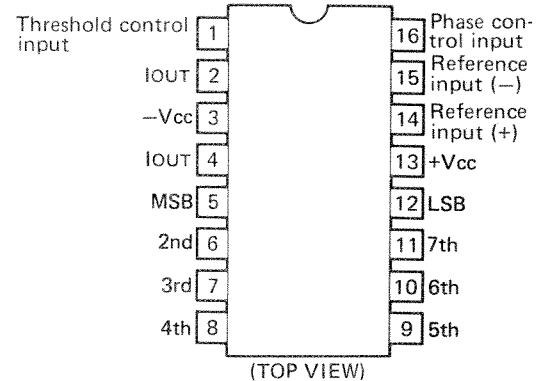 Threshold control
input
1
IOUT 2
−Vcc 3
IOUT 4
MSB 5
2nd 6
3rd 7
4th 8
16 Phase con-
trol input
15 Reference
input (−)
14 Reference
input (+)
13 +Vcc
12 LSB
11 7th
10 6th
9 5th
(TOP VIEW)